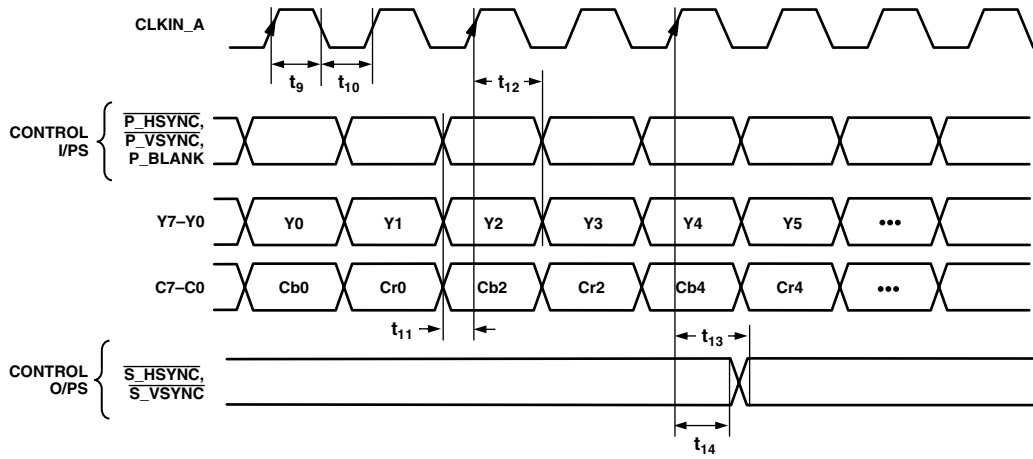 CLKIN_A
t9
t10
t12
CONTROL
I/PS
P_HSYNC,
P_VSYNC,
P_BLANK
Y7–Y0
Y0
Y1
Y2
Y3
Y4
Y5
•••
C7–C0
Cb0
Cr0
Cb2
Cr2
Cb4
Cr4
•••
t11
t13
CONTROL
O/PS
S_HSYNC,
S_VSYNC
t14